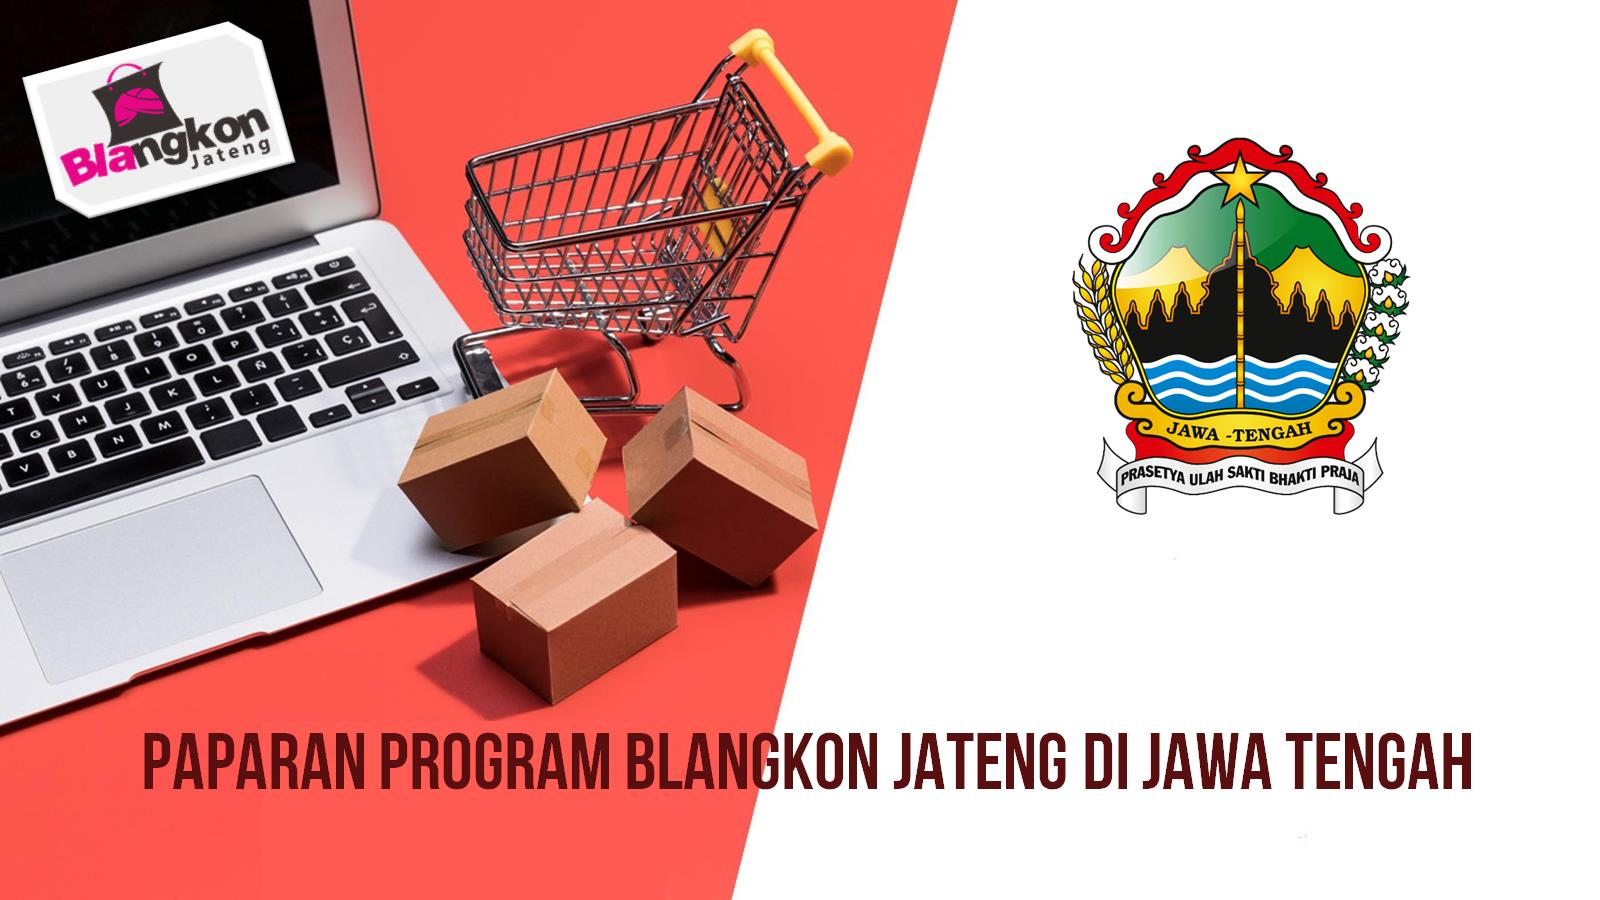 Blangkon
Jateng
JAWA -TENGAH
PRASETYA ULAH SAKTI BHAKTI PRAJA
PAPARAN PROGRAM BLANGKON JATENG DI JAWA TENGAH